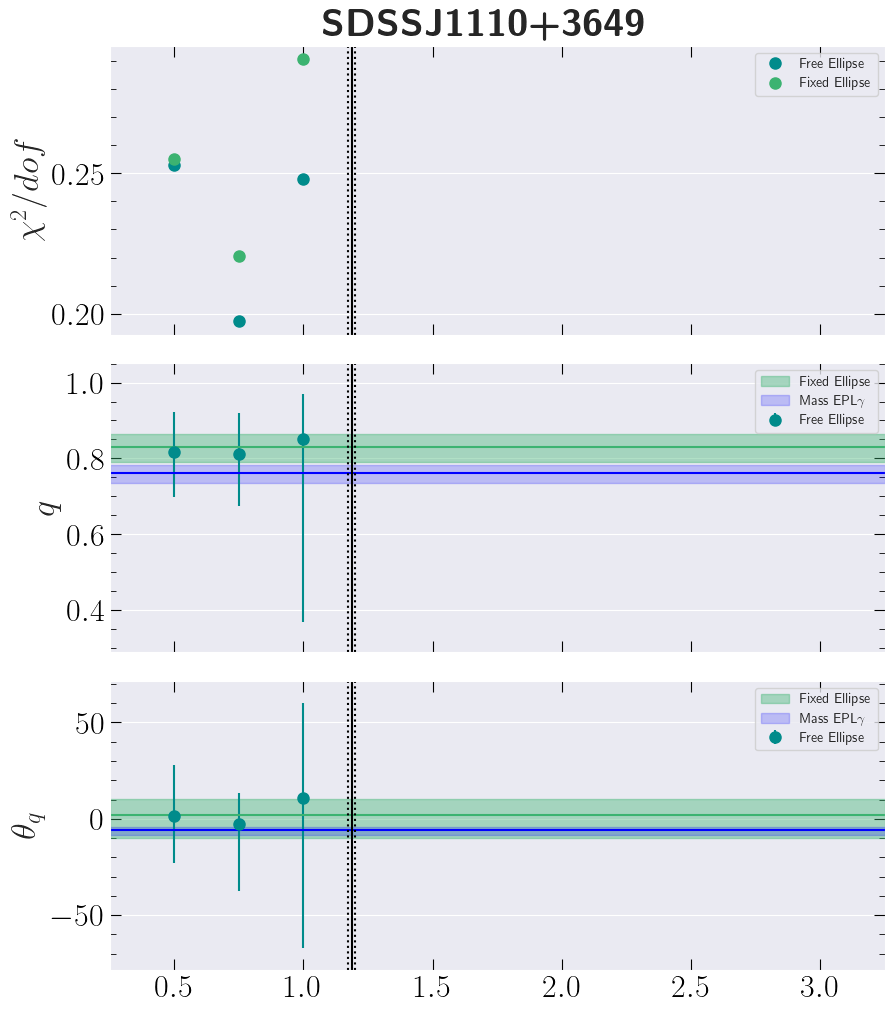 SDSSJ1110+3649
χ²/dof
0.25
0.20
Free Ellipse
Fixed Ellipse
q
1.0
0.8
0.6
0.4
Fixed Ellipse
Mass EPLγ
Free Ellipse
θq
50
0
−50
Fixed Ellipse
Mass EPLγ
Free Ellipse
0.5 1.0 1.5 2.0 2.5 3.0